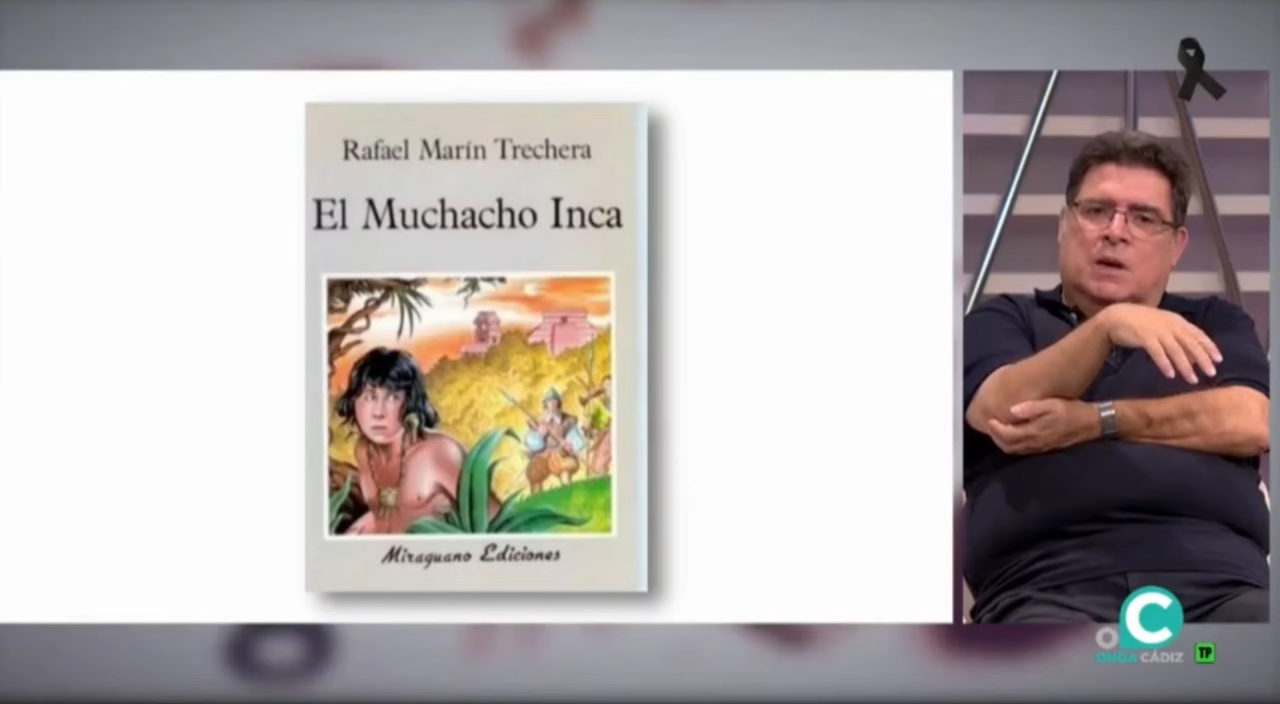 Rafael Marín Trechera
El Muchacho Inca
Miraguano Ediciones
C
ONDA CÁDIZ
TP